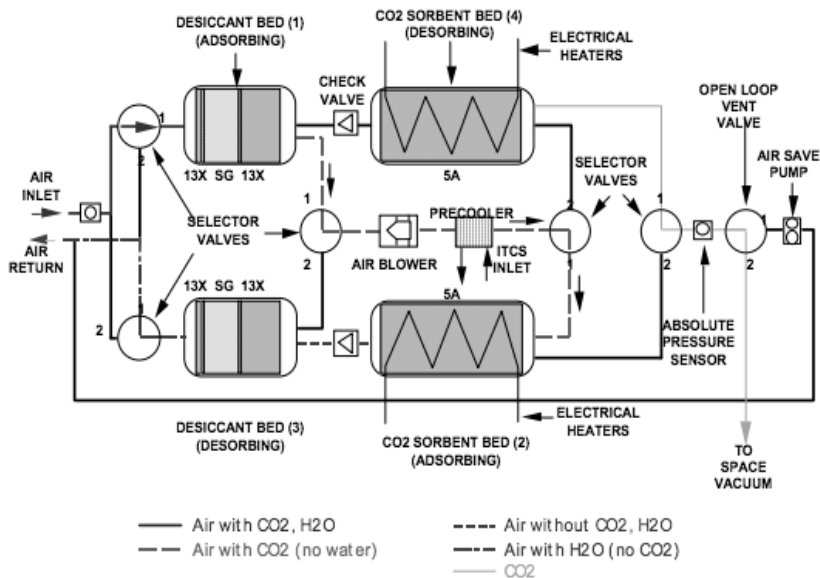 DESICCANT BED (1)
(ADSORBING)
CO2 SORBENT BED (4)
(DESORBING)
ELECTRICAL
HEATERS
CHECK
VALVE
OPEN LOOP
VENT
VALVE
AIR SAVE
PUMP
1
2
13X SG 13X
5A
AIR
INLET
AIR
RETURN
SELECTOR
VALVES
1
2
AIR BLOWER
PRECOOLER
ITCS
INLET
SELECTOR
VALVES
2
1
1
2
1
2
ABSOLUTE
PRESSURE
SENSOR
1
2
13X SG 13X
5A
DESICCANT BED (3)
(DESORBING)
CO2 SORBENT BED (2)
(ADSORBING)
ELECTRICAL
HEATERS
TO
SPACE
VACUUM
Air with CO2, H2O
Air with CO2 (no water)
Air without CO2, H2O
Air with H2O (no CO2)
CO2